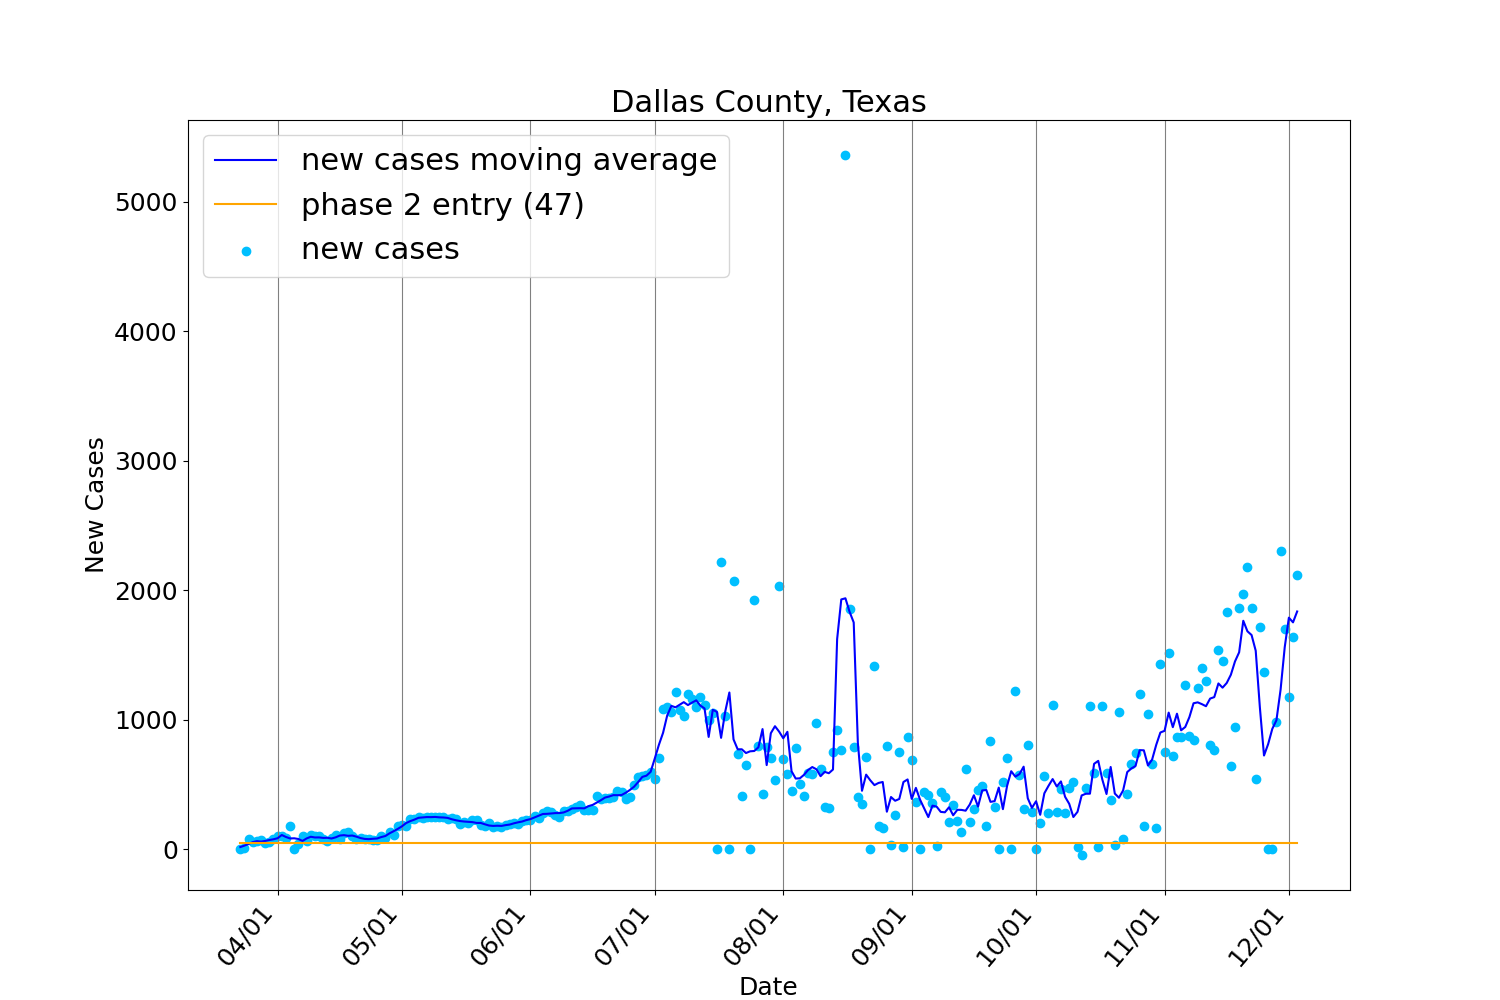 Dallas County, Texas
new cases moving average
phase 2 entry (47)
new cases
5000
4000
3000
2000
1000
0
New Cases
04/01
05/01
06/01
07/01
08/01
09/01
10/01
11/01
12/01
Date